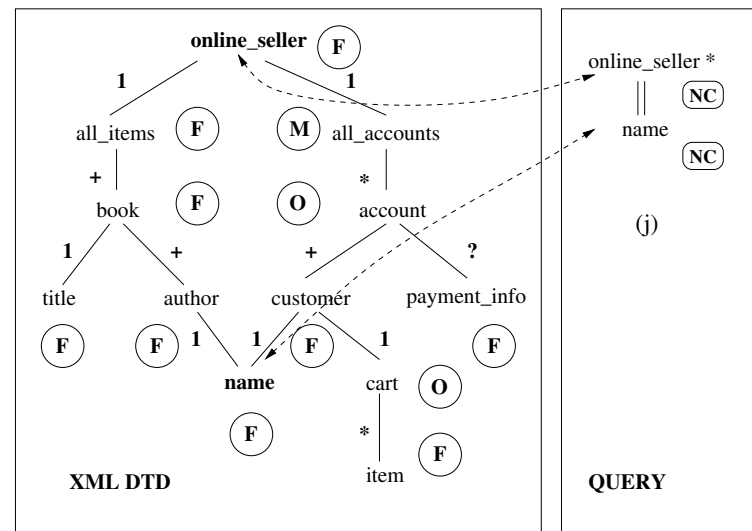 online_seller F online_seller *
1 1 NC
all_items F M all_accounts name
+ * NC
book F O account (j)
1 + + ?
title author customer payment_info
F F 1 1 F 1 F
name cart O
F * F
XML DTD item QUERY